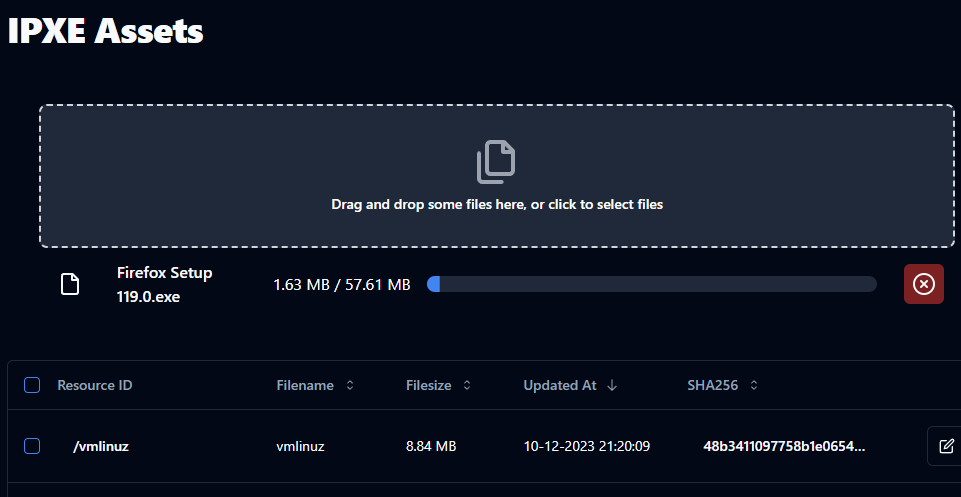 IPXE Assets
Drag and drop some files here, or click to select files
Firefox Setup
119.0.exe
1.63 MB / 57.61 MB
Resource ID Filename Filesize Updated At SHA256
/vmlinuz vmlinuz 8.84 MB 10-12-2023 21:20:09 48b3411097758b1e0654...